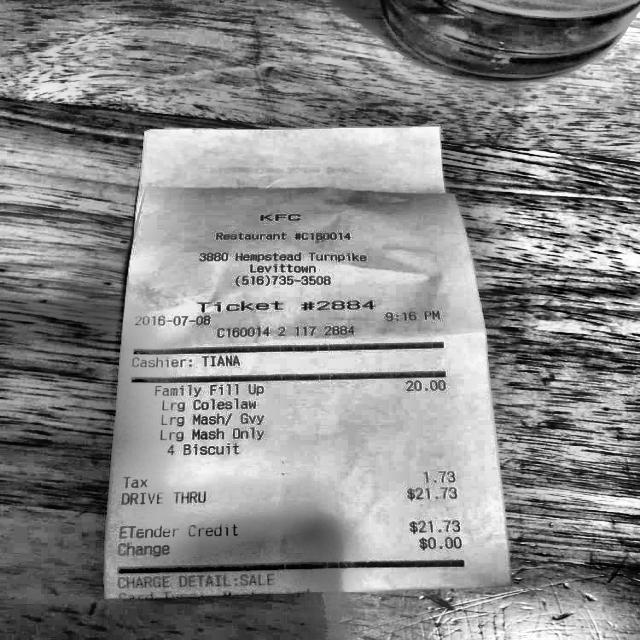 KFC
Restaurant #C160014
3880 Hempstead Turnpike
Levittown
(516)735-3508
Ticket #2884
2016-07-08 9:16 PM
C160014 2 117 2884
Cashier: TIANA
Family Fill Up 20.00
Lrg Coleslaw
Lrg Mash/ Gvy
Lrg Mash Only
4 Biscuit
Tax 1.73
DRIVE THRU $21.73
ETender Credit $21.73
Change $0.00
CHARGE DETAIL:SALE